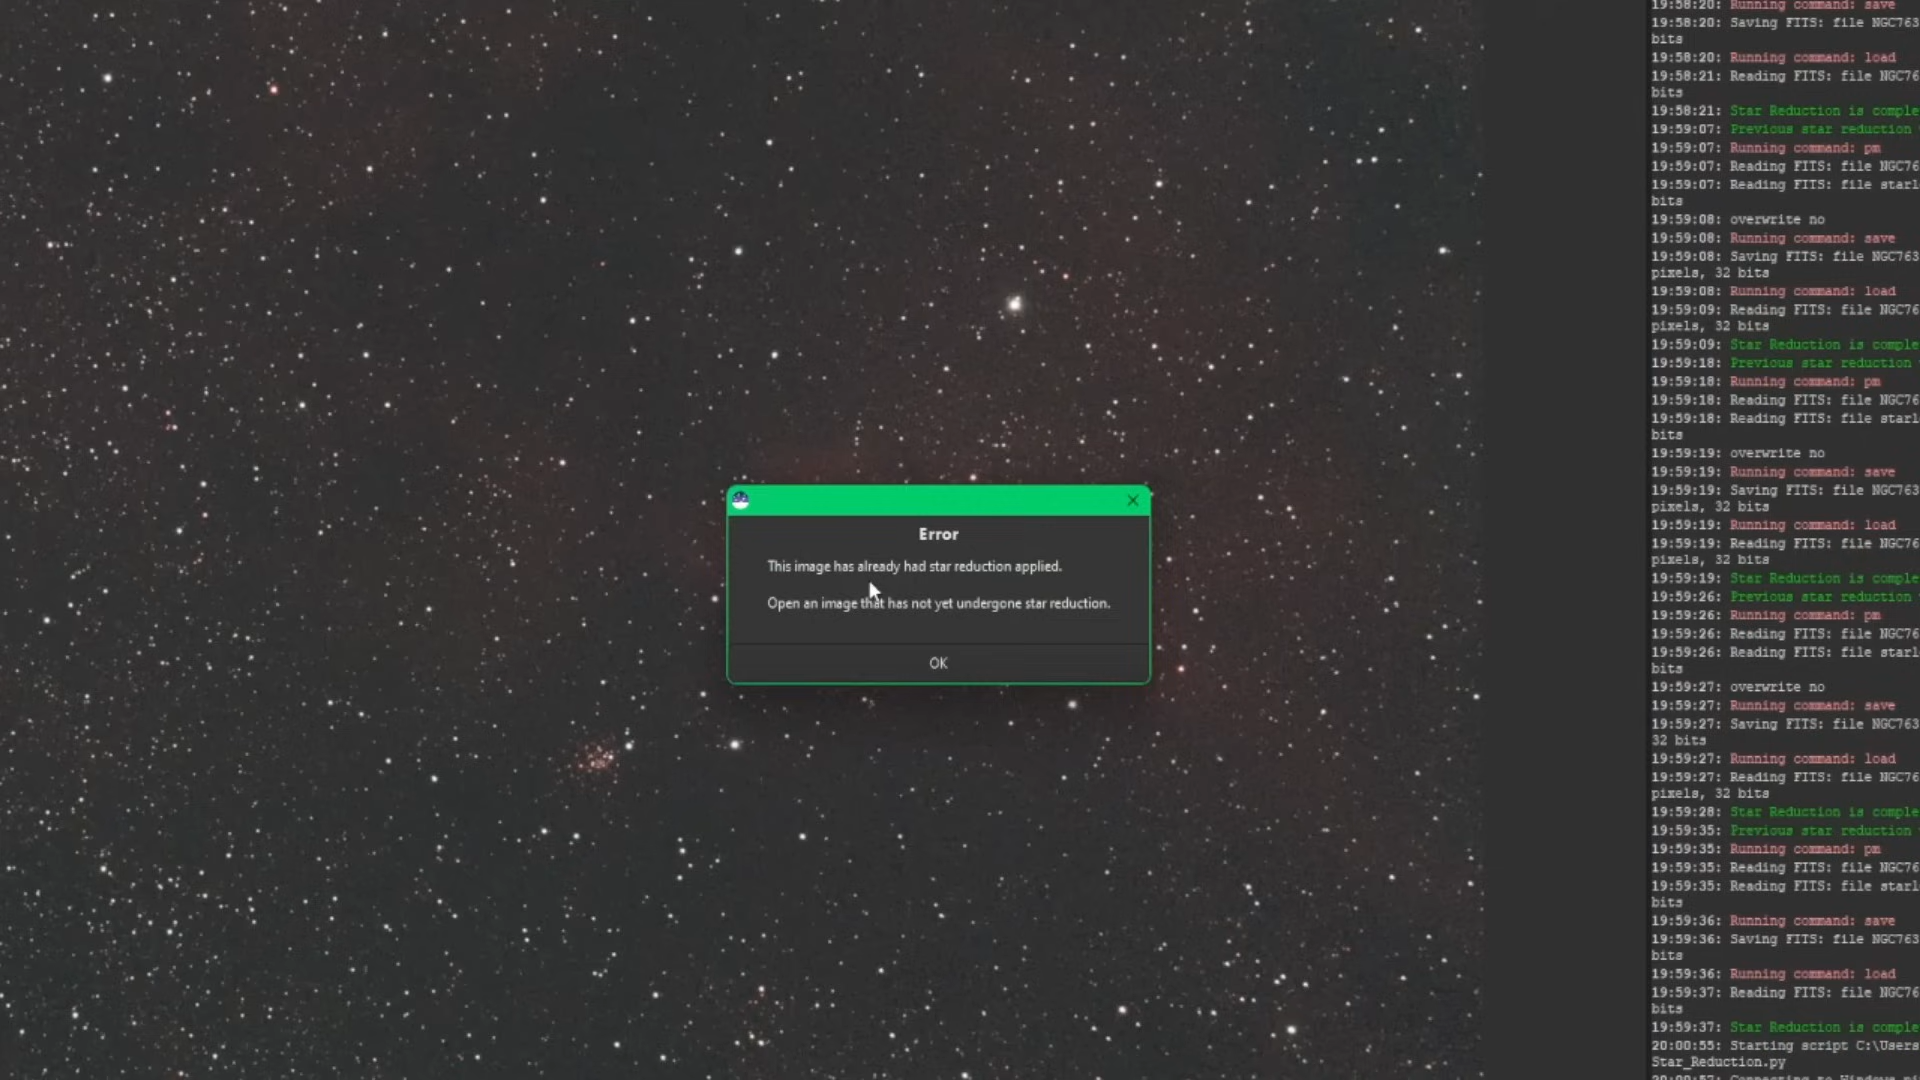 19:58:20: Running command: save
19:58:20: Saving FITS: file NGC763
bits
19:58:20: Running command: load
19:58:21: Reading FITS: file NGC76
bits
19:58:21: Star Reduction is comple
19:59:07: Previous star reduction
19:59:07: Running command: pm
19:59:07: Reading FITS: file NGC76
19:59:07: Reading FITS: file starl
bits
19:59:08: overwrite no
19:59:08: Running command: save
19:59:08: Saving FITS: file NGC763
pixels, 32 bits
19:59:08: Running command: load
19:59:09: Reading FITS: file NGC76
pixels, 32 bits
19:59:09: Star Reduction is comple
19:59:18: Previous star reduction
19:59:18: Running command: pm
19:59:18: Reading FITS: file NGC76
19:59:18: Reading FITS: file starl
bits
19:59:19: overwrite no
19:59:19: Running command: save
19:59:19: Saving FITS: file NGC763
pixels, 32 bits
19:59:19: Running command: load
19:59:19: Reading FITS: file NGC76
pixels, 32 bits
19:59:19: Star Reduction is comple
19:59:26: Previous star reduction
19:59:26: Running command: pm
19:59:26: Reading FITS: file NGC76
19:59:26: Reading FITS: file starl
bits
19:59:27: overwrite no
19:59:27: Running command: save
19:59:27: Saving FITS: file NGC763
32 bits
19:59:27: Running command: load
19:59:27: Reading FITS: file NGC76
pixels, 32 bits
19:59:28: Star Reduction is comple
19:59:35: Previous star reduction
19:59:35: Running command: pm
19:59:35: Reading FITS: file NGC76
19:59:35: Reading FITS: file starl
bits
19:59:36: Running command: save
19:59:36: Saving FITS: file NGC763
bits
19:59:36: Running command: load
19:59:37: Reading FITS: file NGC76
bits
19:59:37: Star Reduction is comple
20:00:55: Starting script C:\Users
Star_Reduction.py
Error
This image has already had star reduction applied.
Open an image that has not yet undergone star reduction.
OK